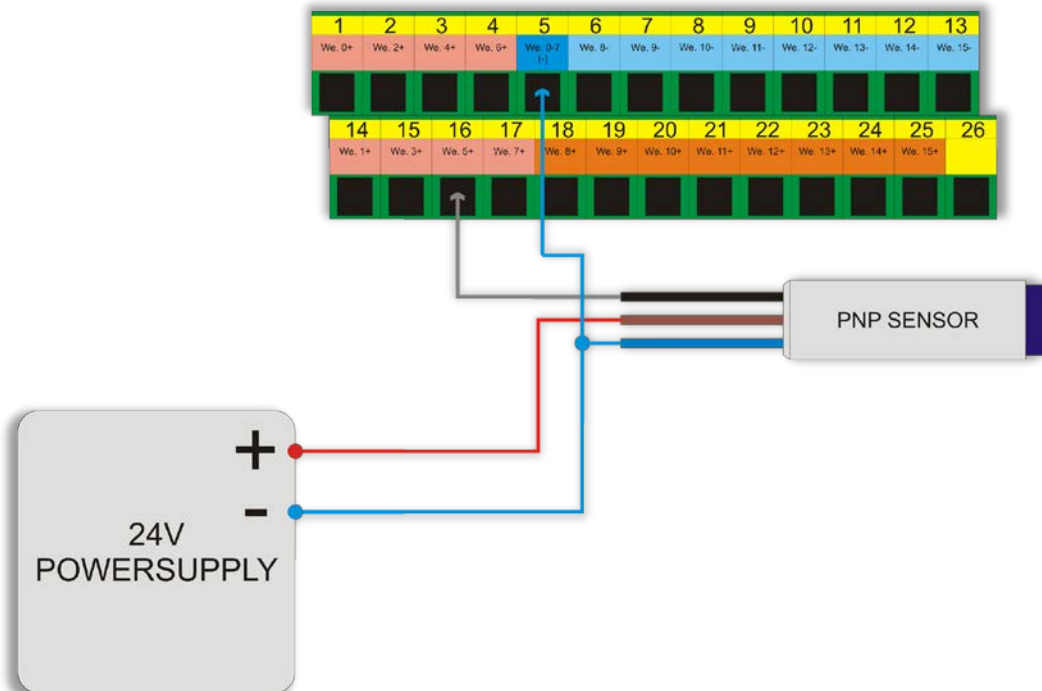 1 2 3 4 5 6 7 8 9 10 11 12 13
We. 0+ We. 2+ We. 4+ We. 6+ We. 0-7 We. 8- We. 9- We. 10- We. 11- We. 12- We. 13- We. 14- We. 15-
(-)
14 15 16 17 18 19 20 21 22 23 24 25 26
We. 1+ We. 3+ We. 5+ We. 7+ We. 8+ We. 9+ We. 10+ We. 11+ We. 12+ We. 13+ We. 14+ We. 15+
PNP SENSOR
+
-
24V
POWERSUPPLY